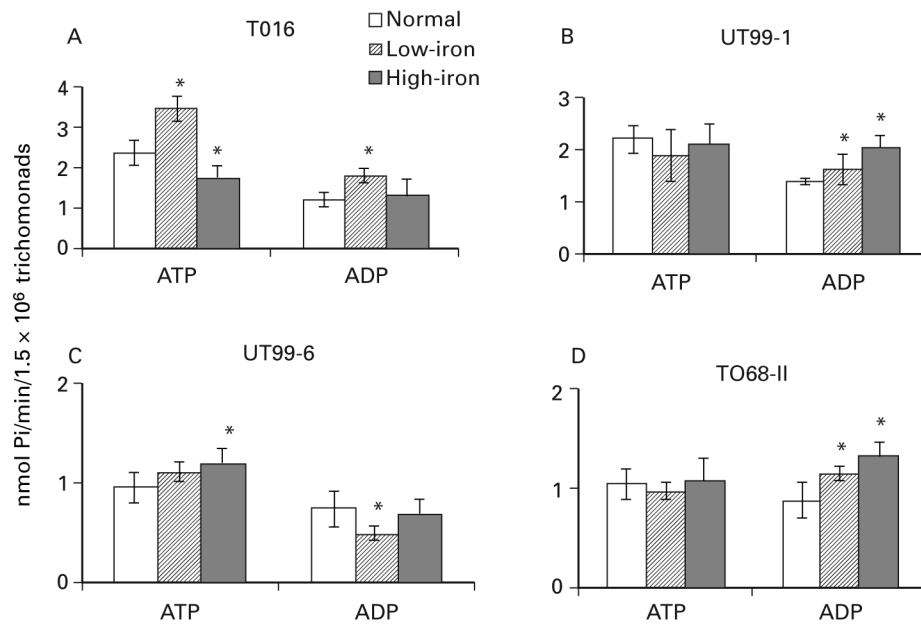 A
T016
Normal
Low-iron
High-iron
B
UT99-1
nmol Pi/min/1.5 × 10⁶ trichomonads
4
3
2
1
0
*
*
*
ATP
ADP
3
2
1
0
*
*
ATP
ADP
C
UT99-6
2
1
0
*
*
ATP
ADP
D
TO68-II
2
1
0
*
*
ATP
ADP